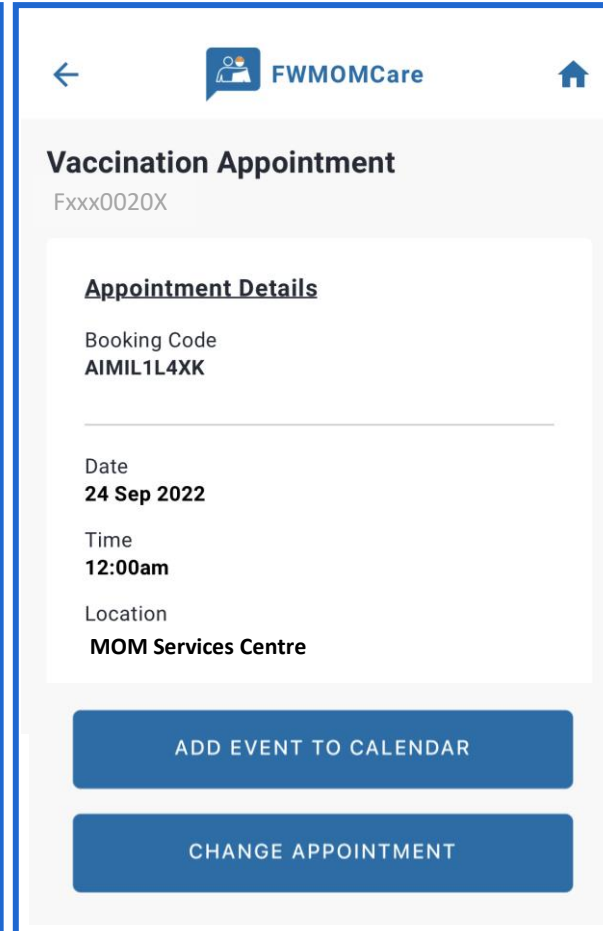 FWMOMCare
Vaccination Appointment
Fxxx0020X
Appointment Details
Booking Code
AIMIL1L4XK
Date
24 Sep 2022
Time
12:00am
Location
MOM Services Centre
ADD EVENT TO CALENDAR
CHANGE APPOINTMENT